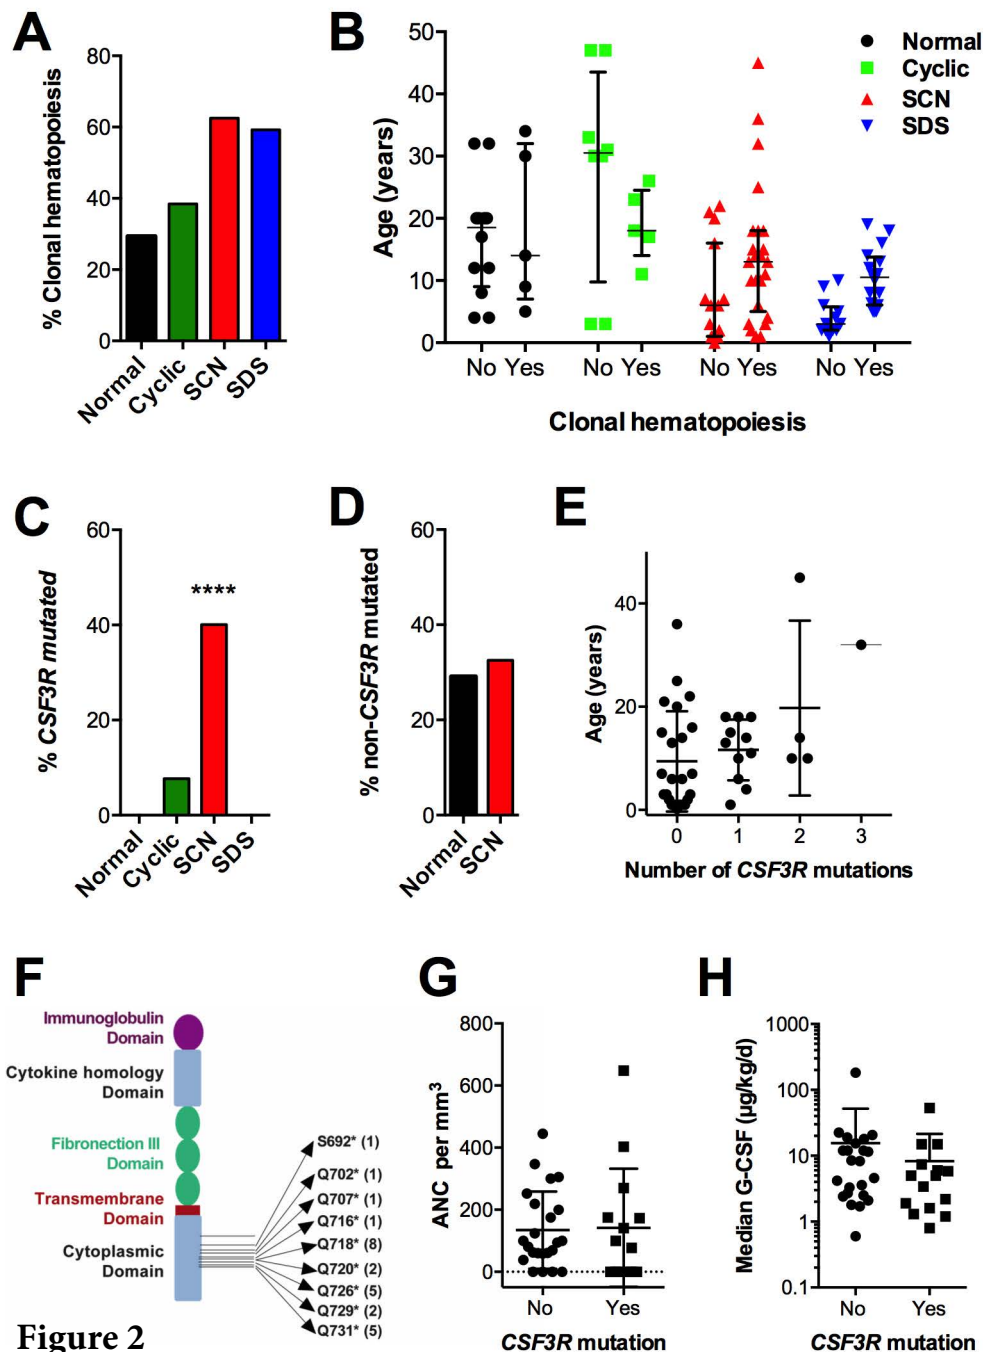 A
% Clonal hematopoiesis
80
60
40
20
0
Normal
Cyclic
SCN
SDS
B
Age (years)
50
40
30
20
10
0
Normal
Cyclic
SCN
SDS
No Yes
No Yes
No Yes
No Yes
Clonal hematopoiesis
C
% CSF3R mutated
60
40
20
0
****
Normal
Cyclic
SCN
SDS
D
% non-CSF3R mutated
60
40
20
0
Normal
SCN
E
Age (years)
40
20
0
0 1 2 3
Number of CSF3R mutations
F
Immunoglobulin
Domain
Cytokine homology
Domain
Fibronection III
Domain
Transmembrane
Domain
Cytoplasmic
Domain
S692* (1)
Q702* (1)
Q707* (1)
Q716* (1)
Q718* (8)
Q720* (2)
Q726* (5)
Q729* (2)
Q731* (5)
G
ANC per mm3
800
600
400
200
0
No Yes
CSF3R mutation
H
Median G-CSF (µg/kg/d)
1000
100
10
1
0.1
No Yes
CSF3R mutation
Figure 2